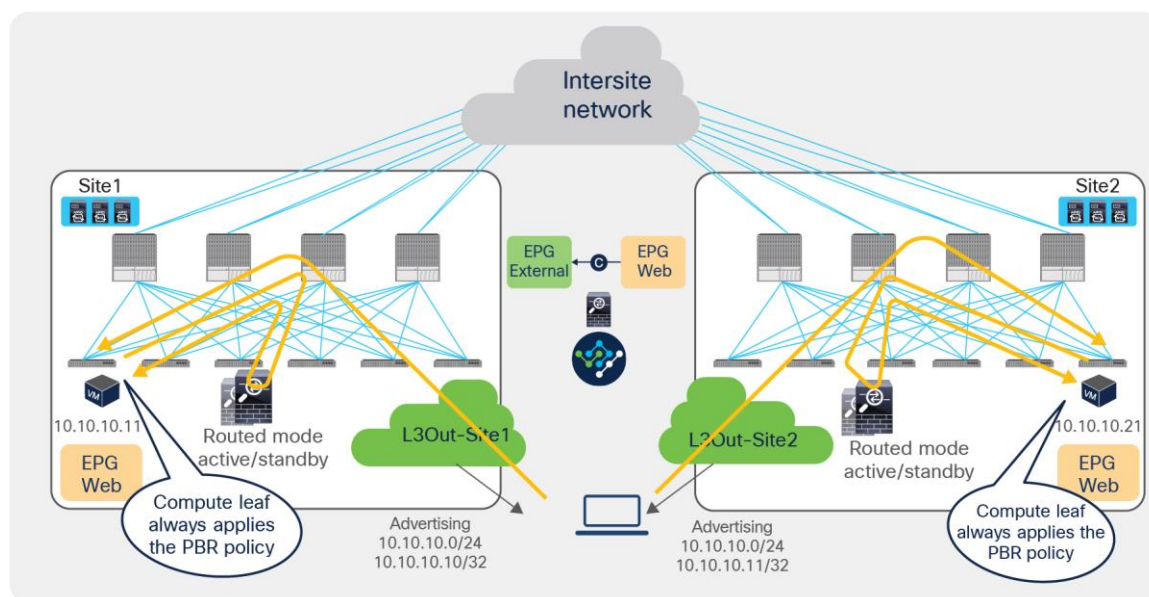 Intersite
network
Site1
Site2
EPG
External
C
EPG
Web
VM
10.10.10.11
Routed mode
active/standby
EPG
Web
Compute leaf
always applies
the PBR policy
L3Out-Site1
Advertising
10.10.10.0/24
10.10.10.10/32
L3Out-Site2
Advertising
10.10.10.0/24
10.10.10.11/32
Routed mode
active/standby
VM
10.10.10.21
EPG
Web
Compute leaf
always applies the
PBR policy